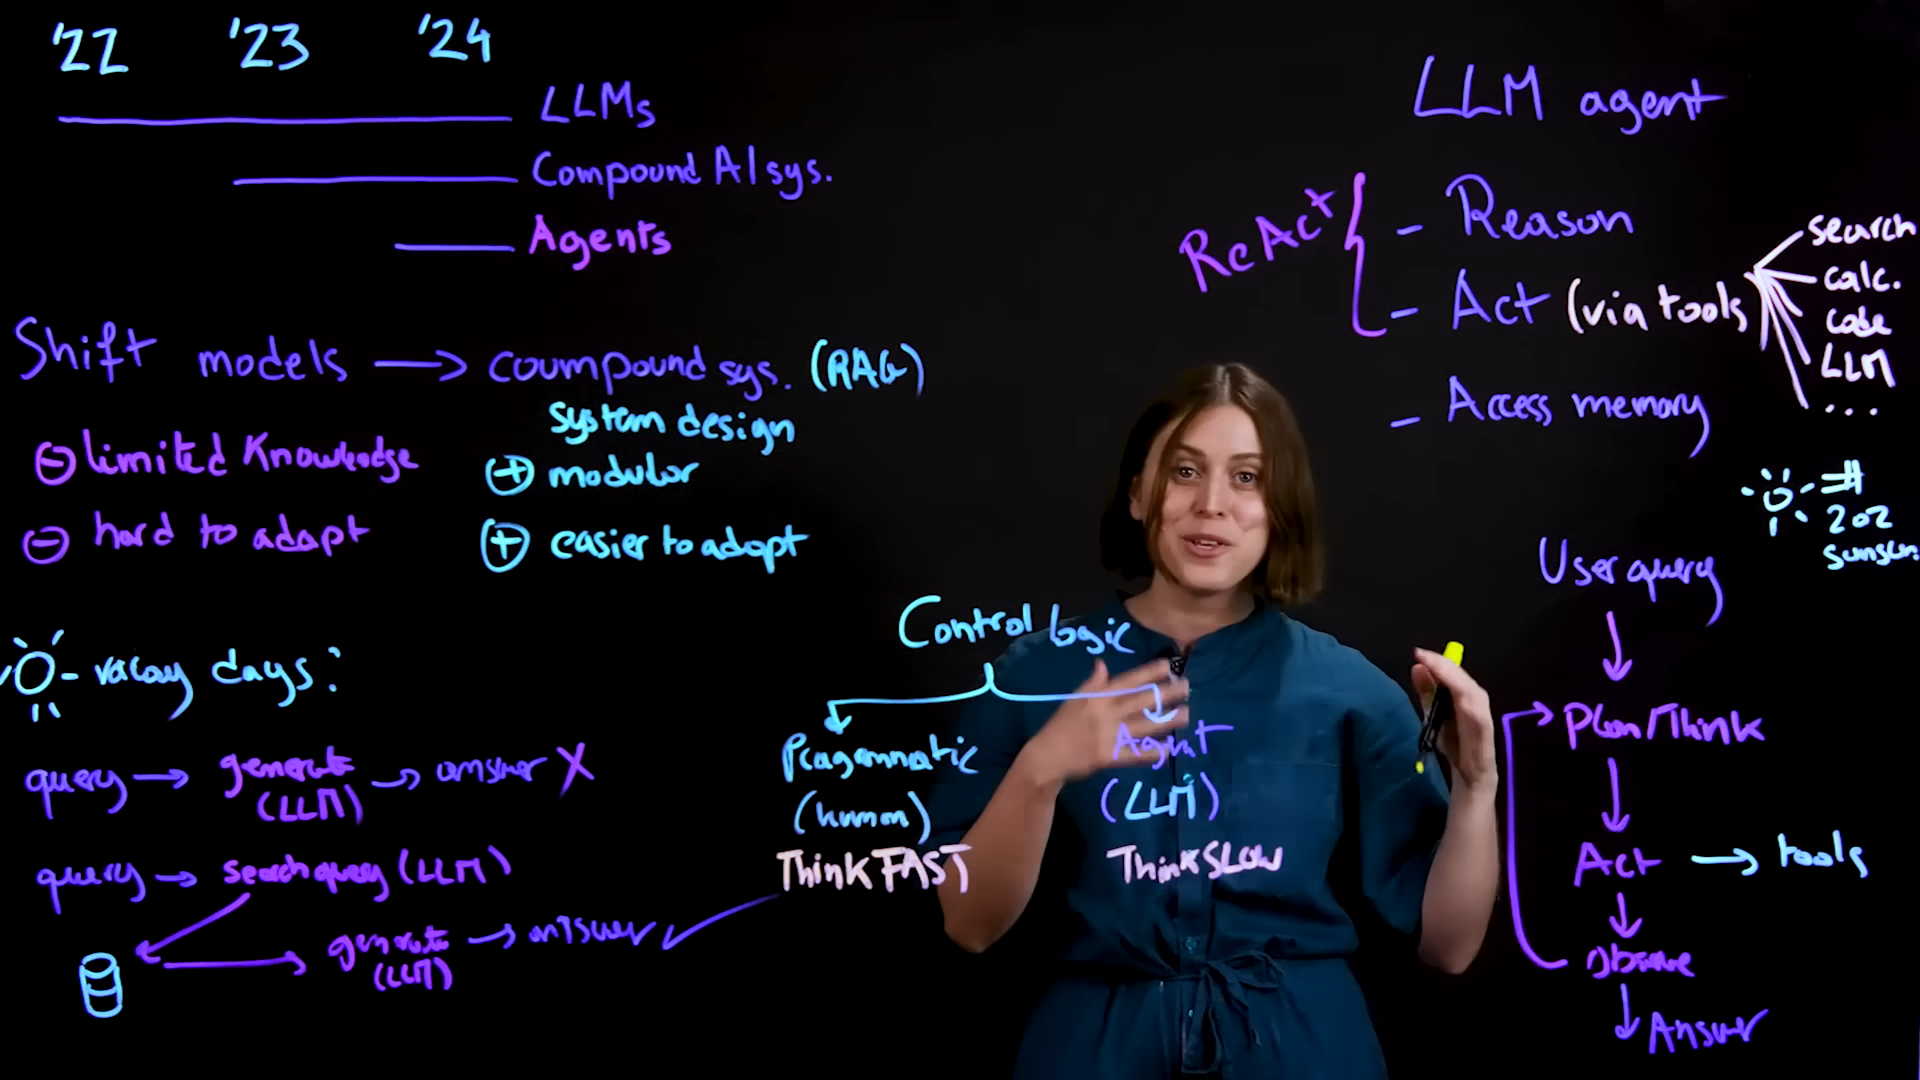 '22 '23 '24
LLMs
Compound AI sys.
Agents
Shift models → coumpound sys. (RAG)
system design
⊖ limited Knowledge
⊕ modular
⊖ hard to adapt
⊕ easier to adapt
- vacay days:
query → generate → answer X
(LLM)
query → search query (LLM)
generate → answer ✓
(LLM)
Control logic
Programmatic
(human)
Think FAST
Agent
(LLM)
Think SLOW
LLM agent
ReAct
- Reason
- Act (via tools
- Access memory
search
calc.
code
LLM
...
#
2oz
sunscn.
User query
↓
Plan/Think
↓
Act → tools
↓
Observe
↓ Answer